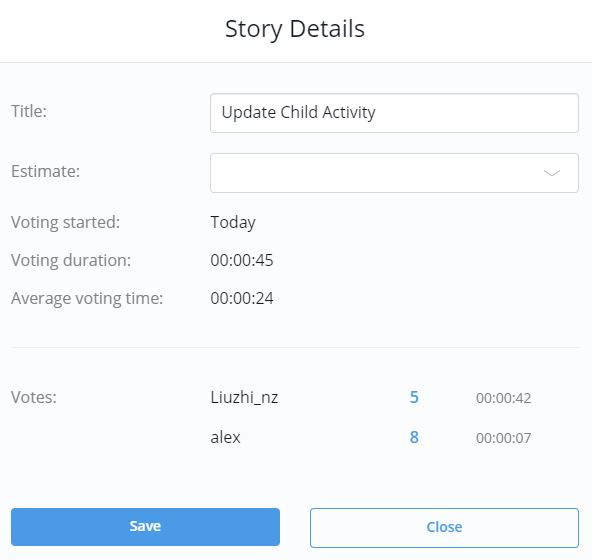 Story Details
Title: Update Child Activity
Estimate:
Voting started: Today
Voting duration: 00:00:45
Average voting time: 00:00:24
Votes: Liuzhi_nz 5 00:00:42
alex 8 00:00:07
Save Close